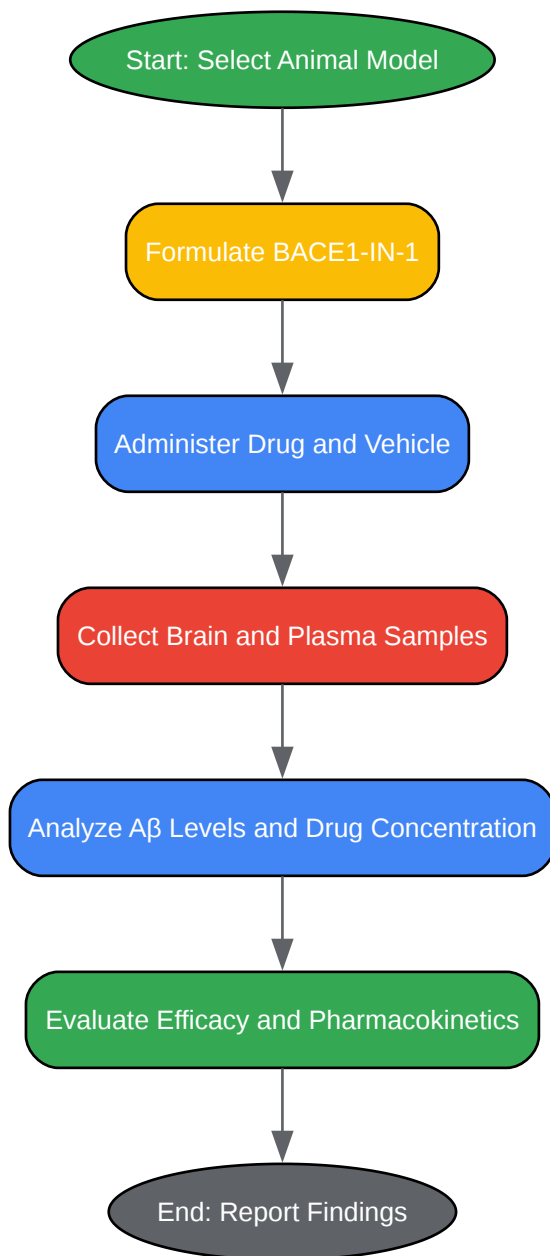 Start: Select Animal Model
Formulate BACE1-IN-1
Administer Drug and Vehicle
Collect Brain and Plasma Samples
Analyze Aβ Levels and Drug Concentration
Evaluate Efficacy and Pharmacokinetics
End: Report Findings